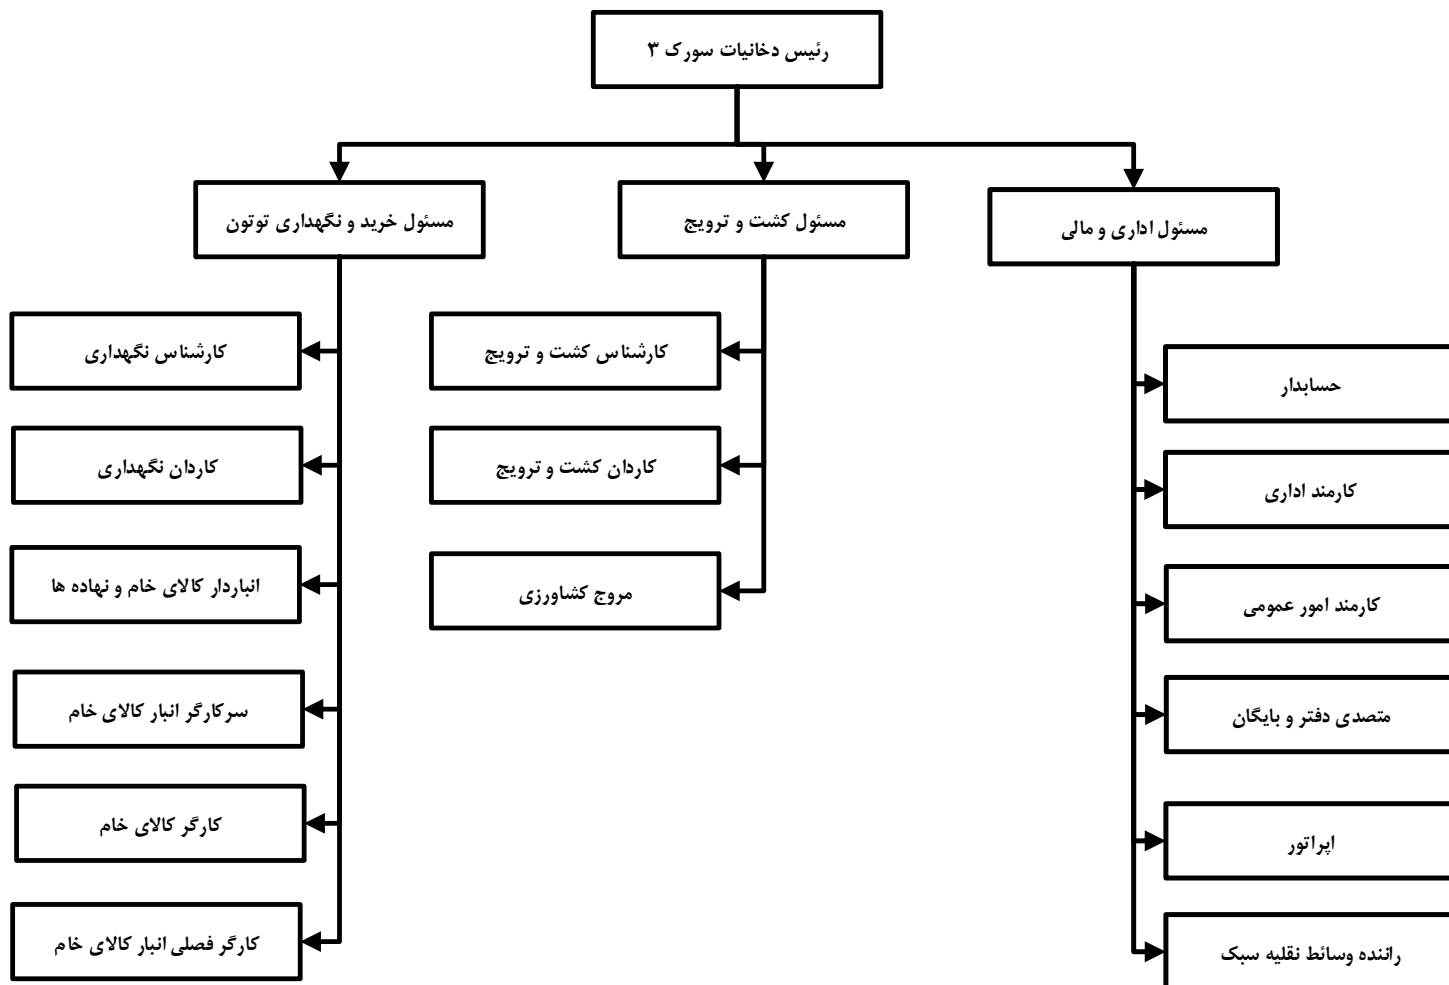 رئیس دخانیات سورک ۳
مسئول اداری و مالی
مسئول کشت و ترویج
مسئول خرید و نگهداری توتون
حسابدار
کارمند اداری
کارمند امور عمومی
متصدی دفتر و بایگان
اپراتور
راننده وسائط نقلیه سبک
کارشناس کشت و ترویج
کاردان کشت و ترویج
مروج کشاورزی
کارشناس نگهداری
کاردان نگهداری
انباردار کالای خام و نهاده ها
سرکارگر انبار کالای خام
کارگر کالای خام
کارگر فصلی انبار کالای خام